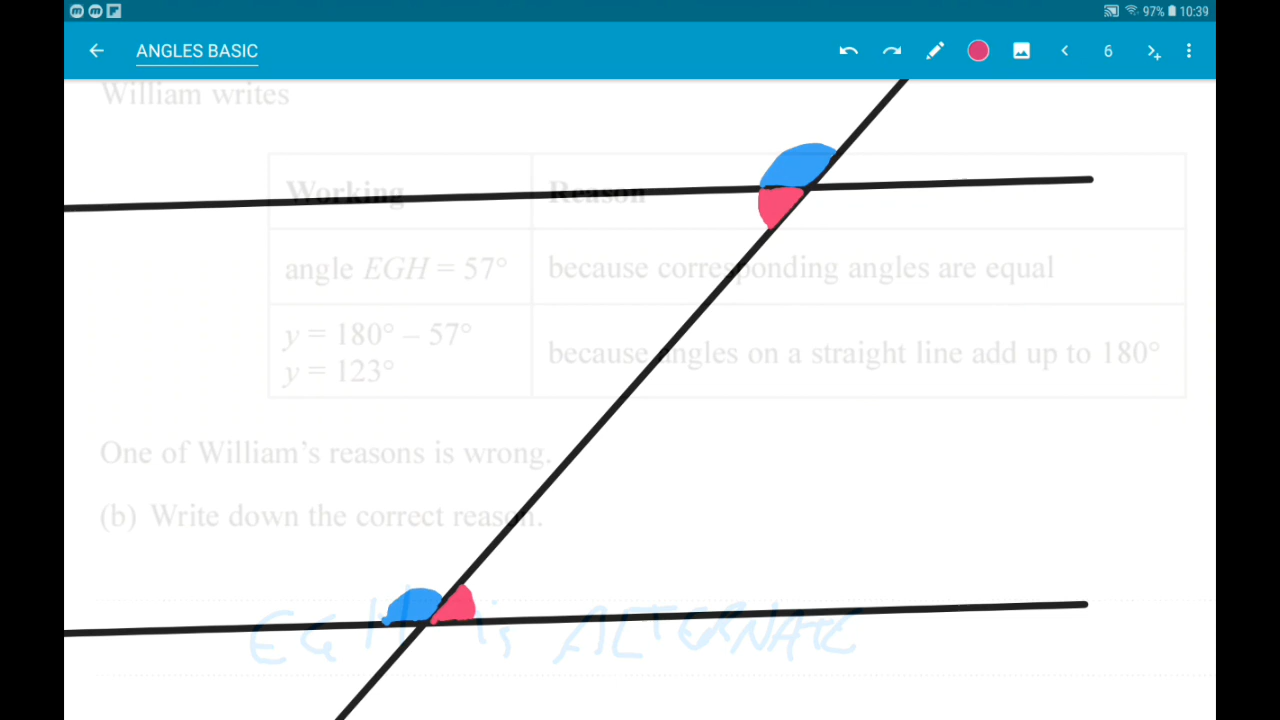 97% 10:39
ANGLES BASIC
6
William writes
Working Reason
angle EGH = 57° because corresponding angles are equal
y = 180° – 57°
y = 123°
because angles on a straight line add up to 180°
One of William's reasons is wrong.
(b) Write down the correct reason.
EGH is ALTERNATE